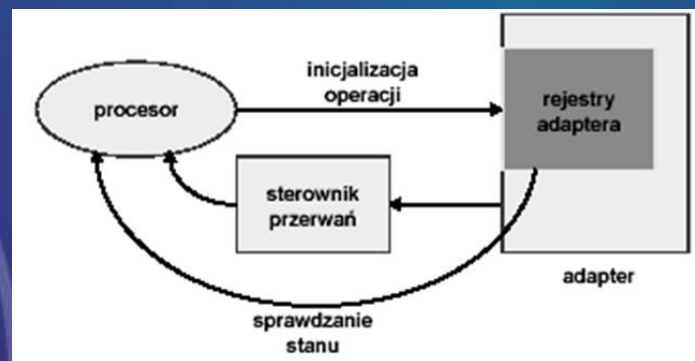 inicjalizacja
operacji
procesor
rejestry
adaptera
sterownik
przerwań
adapter
sprawdzanie
stanu